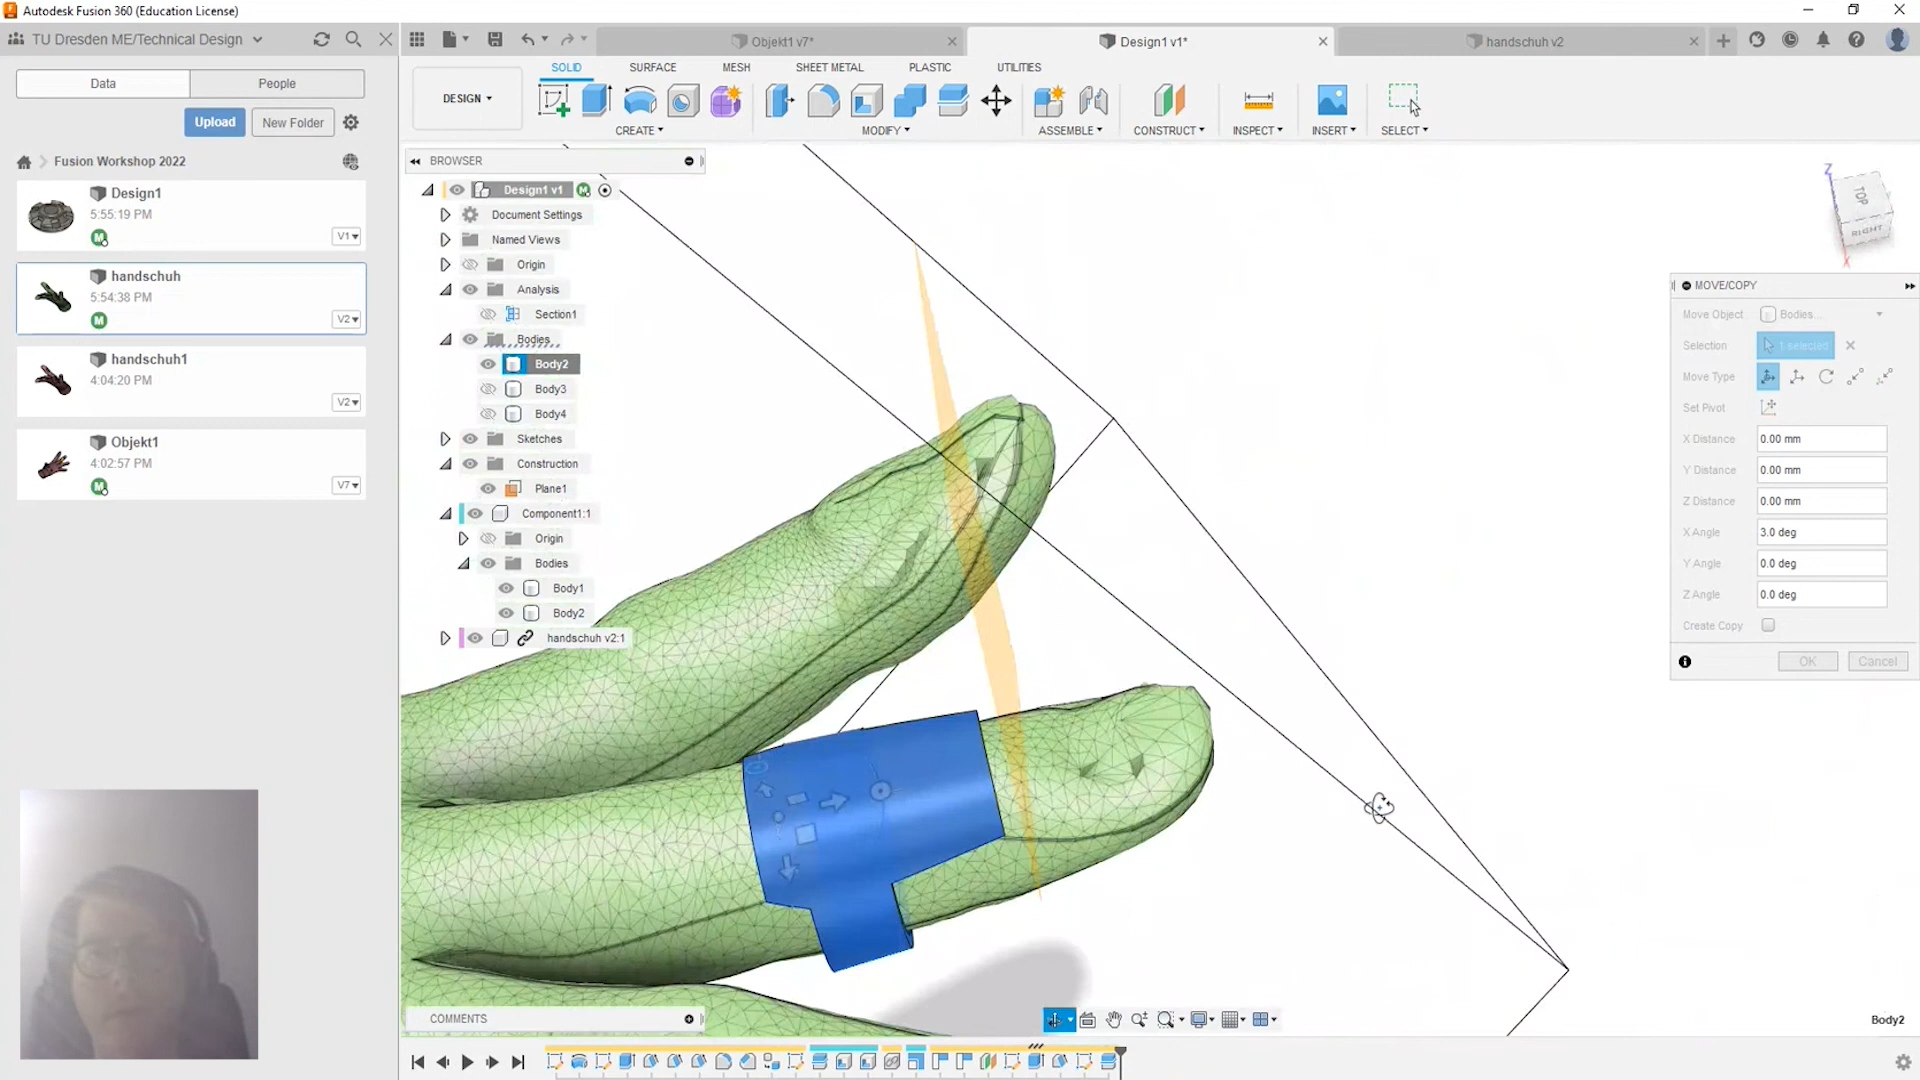 Autodesk Fusion 360 (Education License)
TU Dresden ME/Technical Design
Objekt1 v7*
Design1 v1*
handschuh v2
Data
People
Upload
New Folder
Fusion Workshop 2022
Design1
5:55:19 PM
M
V1
handschuh
5:54:38 PM
M
V2
handschuh1
4:04:20 PM
V2
Objekt1
4:02:57 PM
M
V7
DESIGN
SOLID
SURFACE
MESH
SHEET METAL
PLASTIC
UTILITIES
CREATE
MODIFY
ASSEMBLE
CONSTRUCT
INSPECT
INSERT
SELECT
BROWSER
Design1 v1
M
Document Settings
Named Views
Origin
Analysis
Section1
Bodies
Body2
Body3
Body4
Sketches
Construction
Plane1
Component1:1
Origin
Bodies
Body1
Body2
handschuh v2:1
Z
TOP
RIGHT
X
MOVE/COPY
Move Object
Bodies...
Selection
1 selected
Move Type
Set Pivot
X Distance
0.00 mm
Y Distance
0.00 mm
Z Distance
0.00 mm
X Angle
3.0 deg
Y Angle
0.0 deg
Z Angle
0.0 deg
Create Copy
OK
Cancel
COMMENTS
Body2